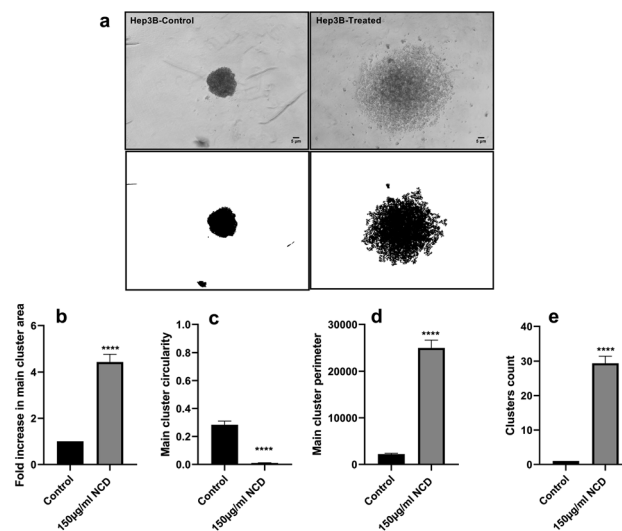 a
Hep3B-Control
Hep3B-Treated
5 µm
5 µm
b
Fold increase in main cluster area
6
4
2
0
****
Control
150µg/ml NCD
c
Main cluster circularity
1.0
0.8
0.6
0.4
0.2
0.0
****
Control
150µg/ml NCD
d
Main cluster perimeter
30000
20000
10000
0
****
Control
150µg/ml NCD
e
Clusters count
40
30
20
10
0
****
Control
150µg/ml NCD